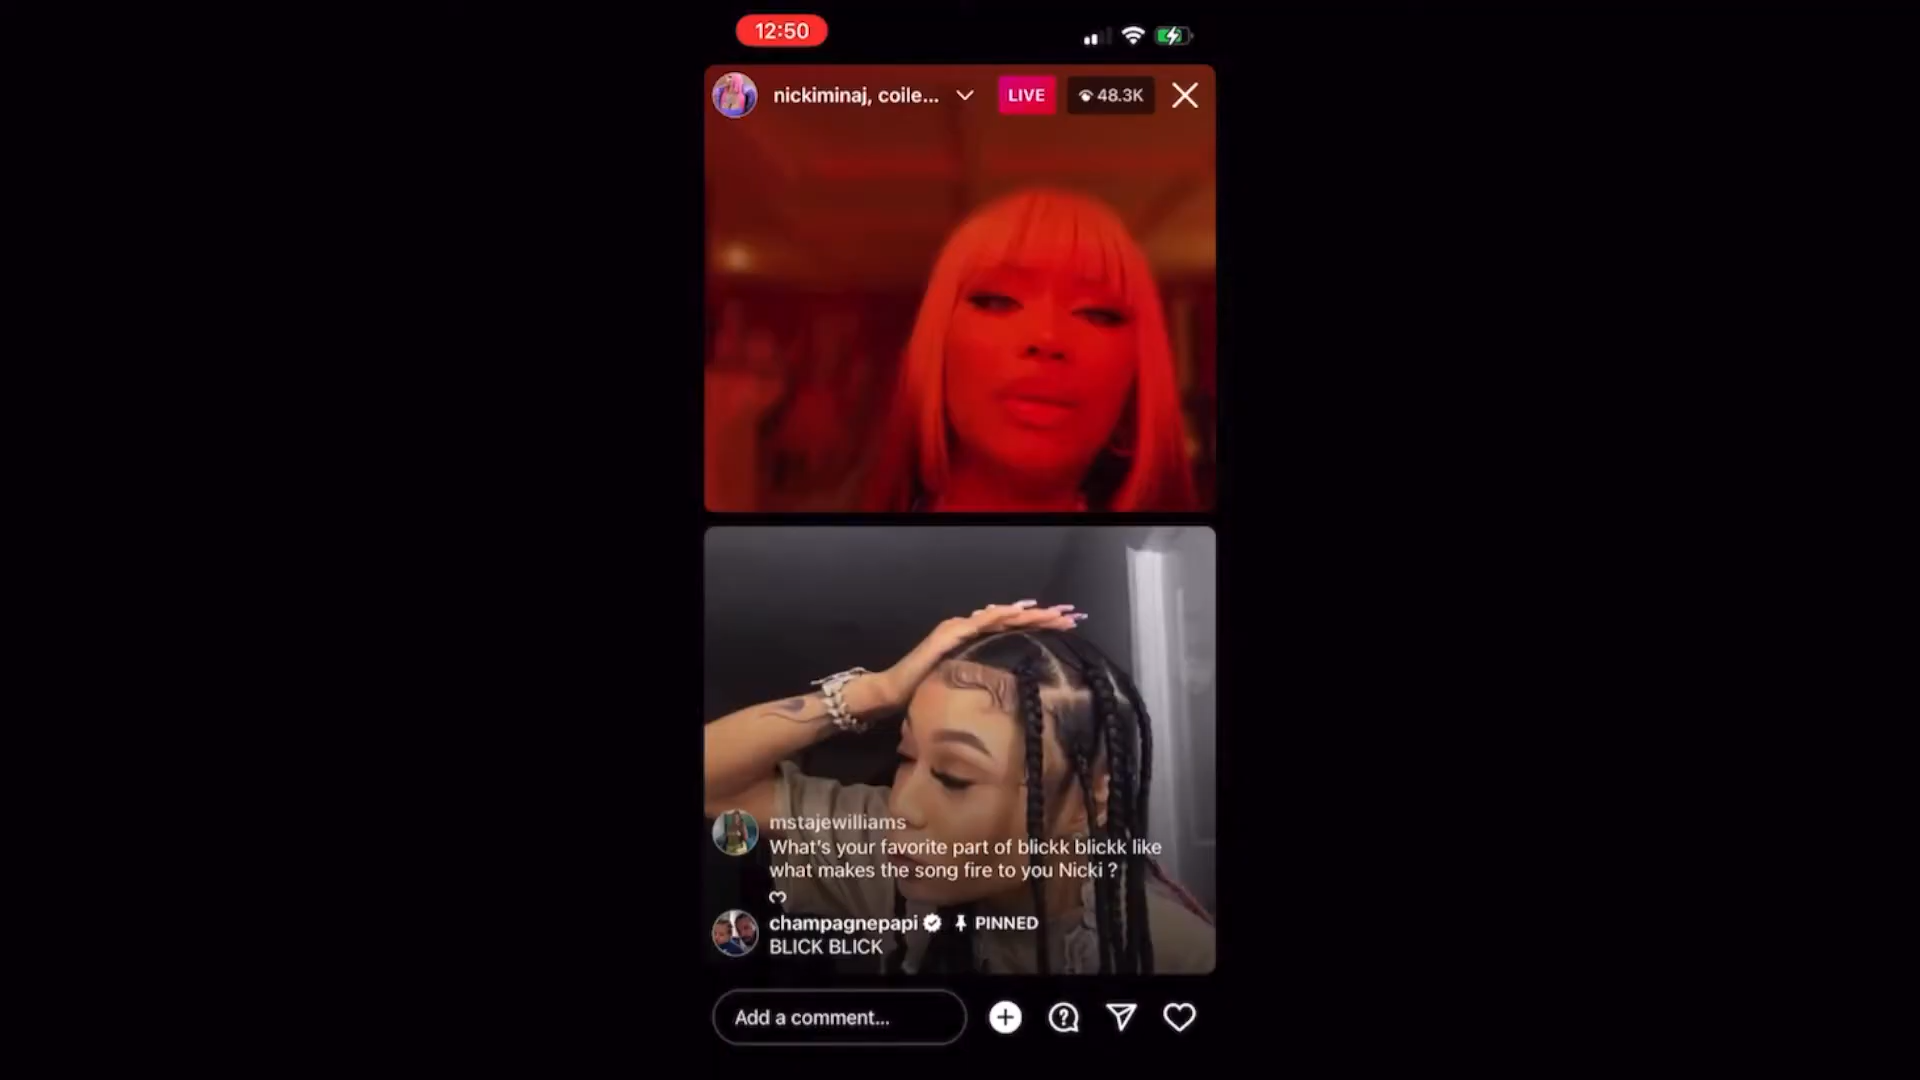 12:50
nickiminaj, coile...
LIVE
48.3K
mstajewilliams
What's your favorite part of blickk blickk like
what makes the song fire to you Nicki ?
champagnepapi PINNED
BLICK BLICK
Add a comment...